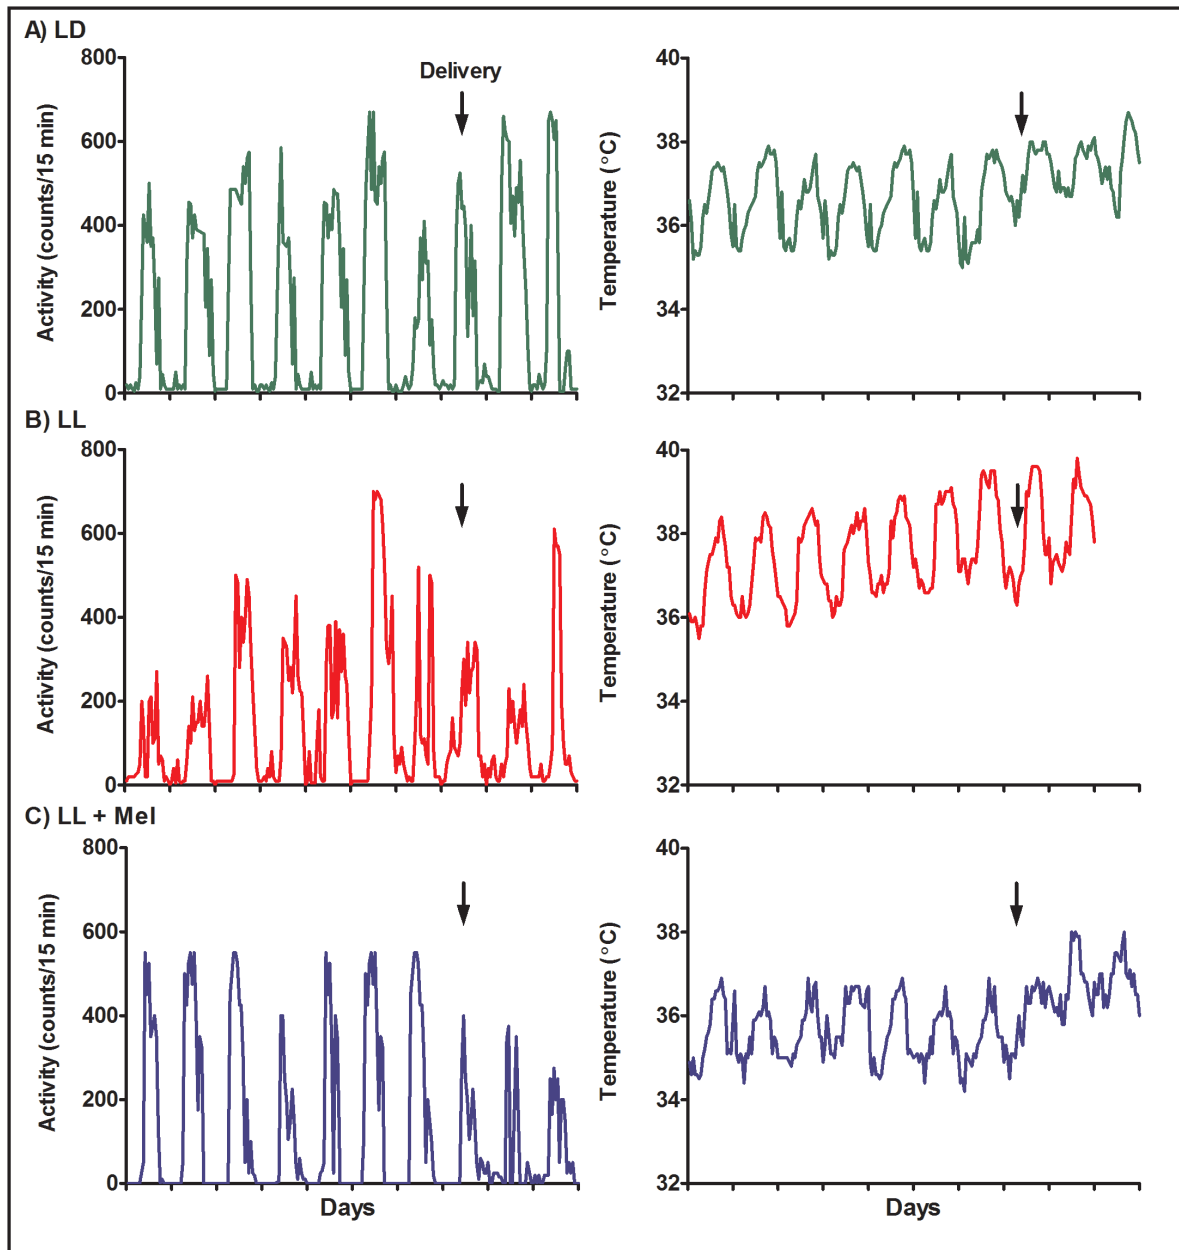 A) LD
800
600
400
200
0
Activity (counts/15 min)
Delivery
40
38
36
34
32
Temperature (°C)
B) LL
800
600
400
200
0
Activity (counts/15 min)
40
38
36
34
32
Temperature (°C)
C) LL + Mel
800
600
400
200
0
Activity (counts/15 min)
Days
40
38
36
34
32
Temperature (°C)
Days